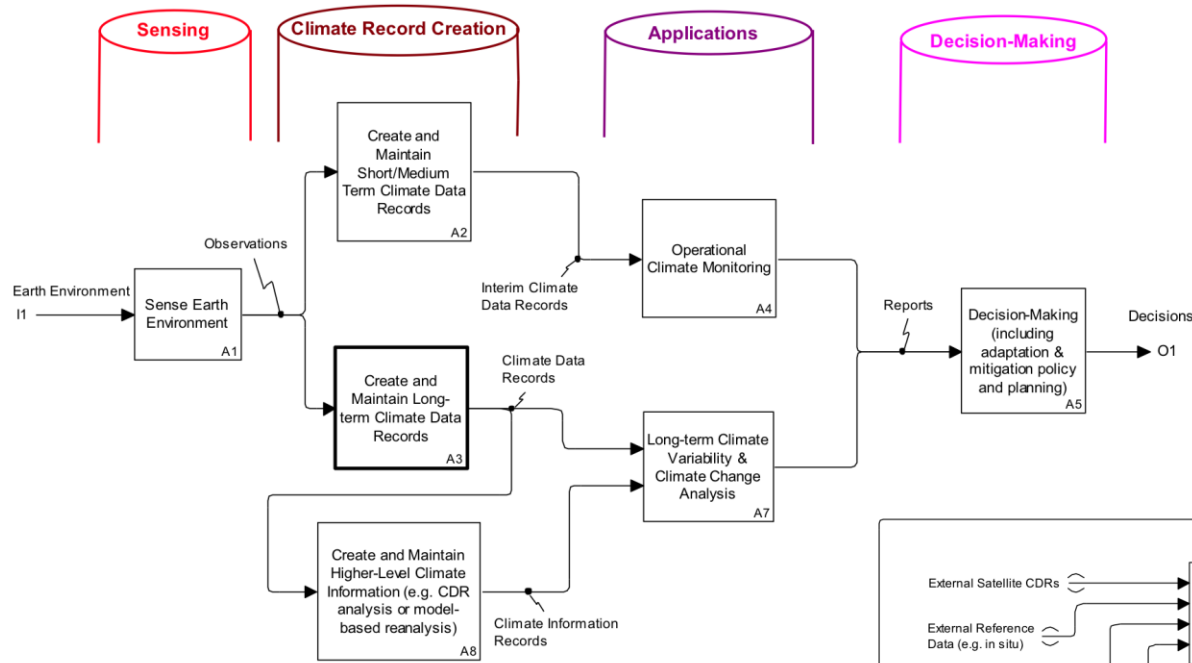 Sensing
Climate Record Creation
Applications
Decision-Making
Create and
Maintain
Short/Medium
Term Climate Data
Records
A2
Observations
Earth Environment
I1
Sense Earth
Environment
A1
Interim Climate
Data Records
Operational
Climate Monitoring
A4
Reports
Decision-Making
(including
adaptation &
mitigation policy
and planning)
A5
Decisions
O1
Create and
Maintain Long-
term Climate Data
Records
A3
Climate Data
Records
Long-term Climate
Variability &
Climate Change
Analysis
A7
Create and Maintain
Higher-Level Climate
Information (e.g. CDR
analysis or model-
based reanalysis)
A8
Climate Information
Records
External Satellite CDRs
External Reference
Data (e.g. in situ)